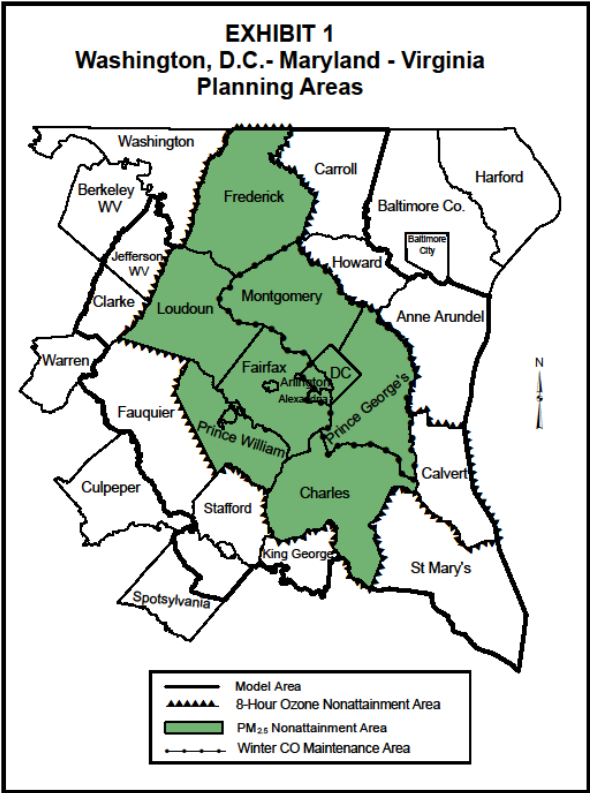 EXHIBIT 1
Washington, D.C.- Maryland - Virginia
Planning Areas
Washington
Carroll
Harford
Berkeley
WV
Frederick
Baltimore Co.
Baltimore
City
Jefferson
WV
Howard
Clarke
Loudoun
Montgomery
Anne Arundel
Warren
Fairfax
DC
Arlington
Alexandria
N
Fauquier
Prince William
Prince George's
Culpeper
Stafford
Charles
Calvert
King George
St Mary's
Spotsylvania
Model Area
8-Hour Ozone Nonattainment Area
PM2.5 Nonattainment Area
Winter CO Maintenance Area